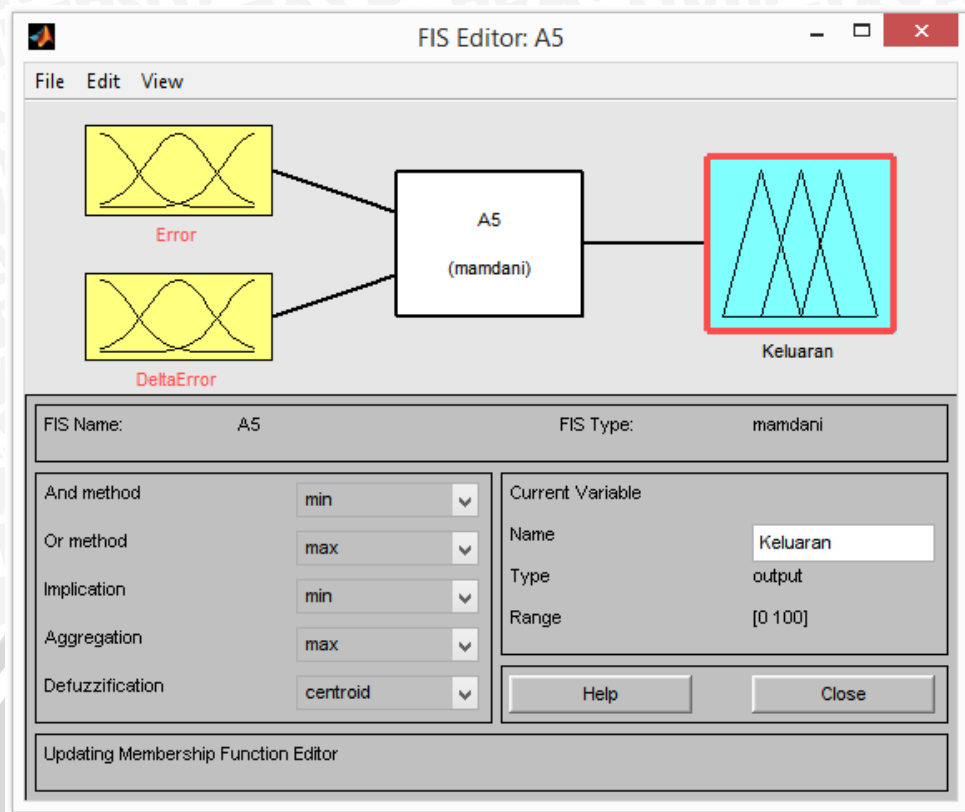 FIS Editor: A5
File Edit View
Error
DeltaError
A5
(mamdani)
Keluaran
FIS Name: A5 FIS Type: mamdani
And method min
Or method max
Implication min
Aggregation max
Defuzzification centroid
Current Variable
Name Keluaran
Type output
Range [0 100]
Help Close
Updating Membership Function Editor